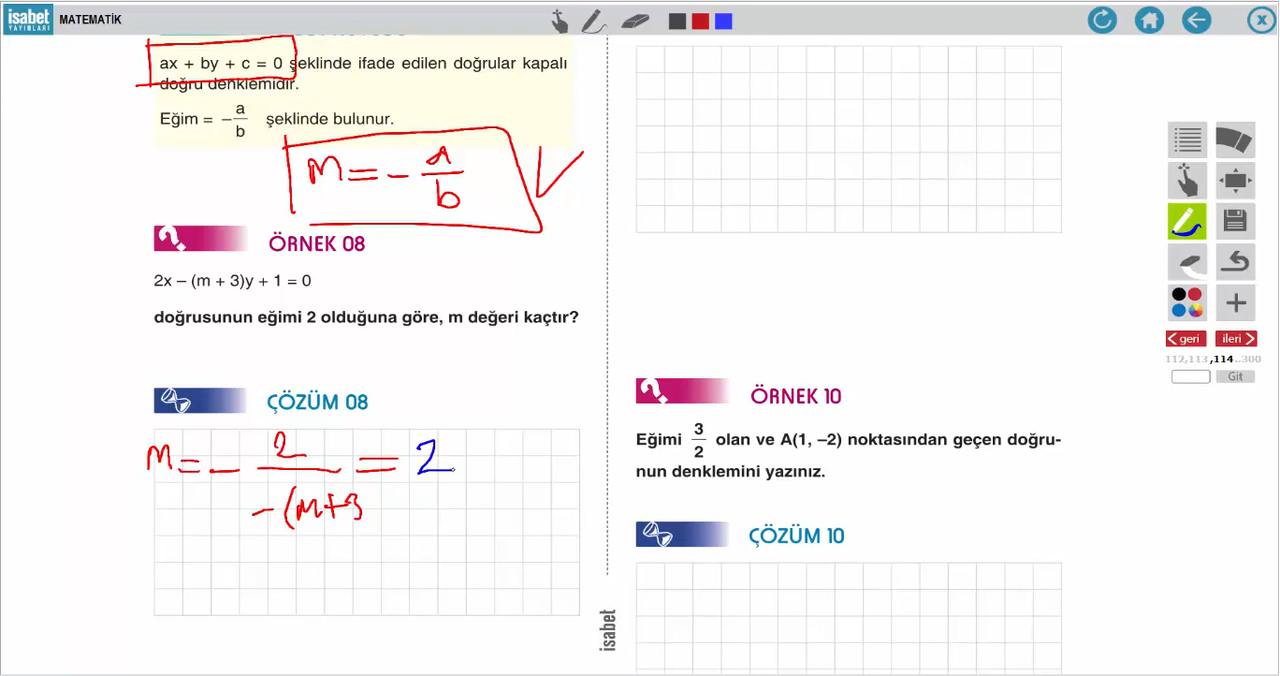 isabet
YAYINLARI
MATEMATİK
ax + by + c = 0 şeklinde ifade edilen doğrular kapalı
doğru denklemidir.
Eğim = –a/b şeklinde bulunur.
M = – a/b
ÖRNEK 08
2x – (m + 3)y + 1 = 0
doğrusunun eğimi 2 olduğuna göre, m değeri kaçtır?
ÇÖZÜM 08
M = – 2/–(m+3 = 2
isabet
ÖRNEK 10
Eğimi 3/2 olan ve A(1, –2) noktasından geçen doğru-
nun denklemini yazınız.
ÇÖZÜM 10
geri
ileri
112,113,114..300
Git